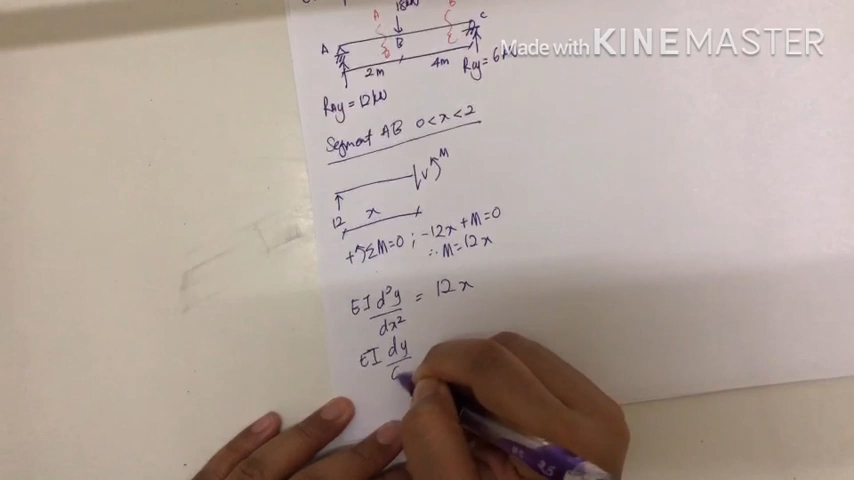 18kN
A
B
C
A
B
2m
4m
RAy = 12kN
Rcy = 6kN
Made with KINEMASTER
Segment AB 0<x<2
V
M
12
x
+ΣM=0 ; -12x+M=0
∴ M=12x
EI d²y/dx² = 12x
EI dy